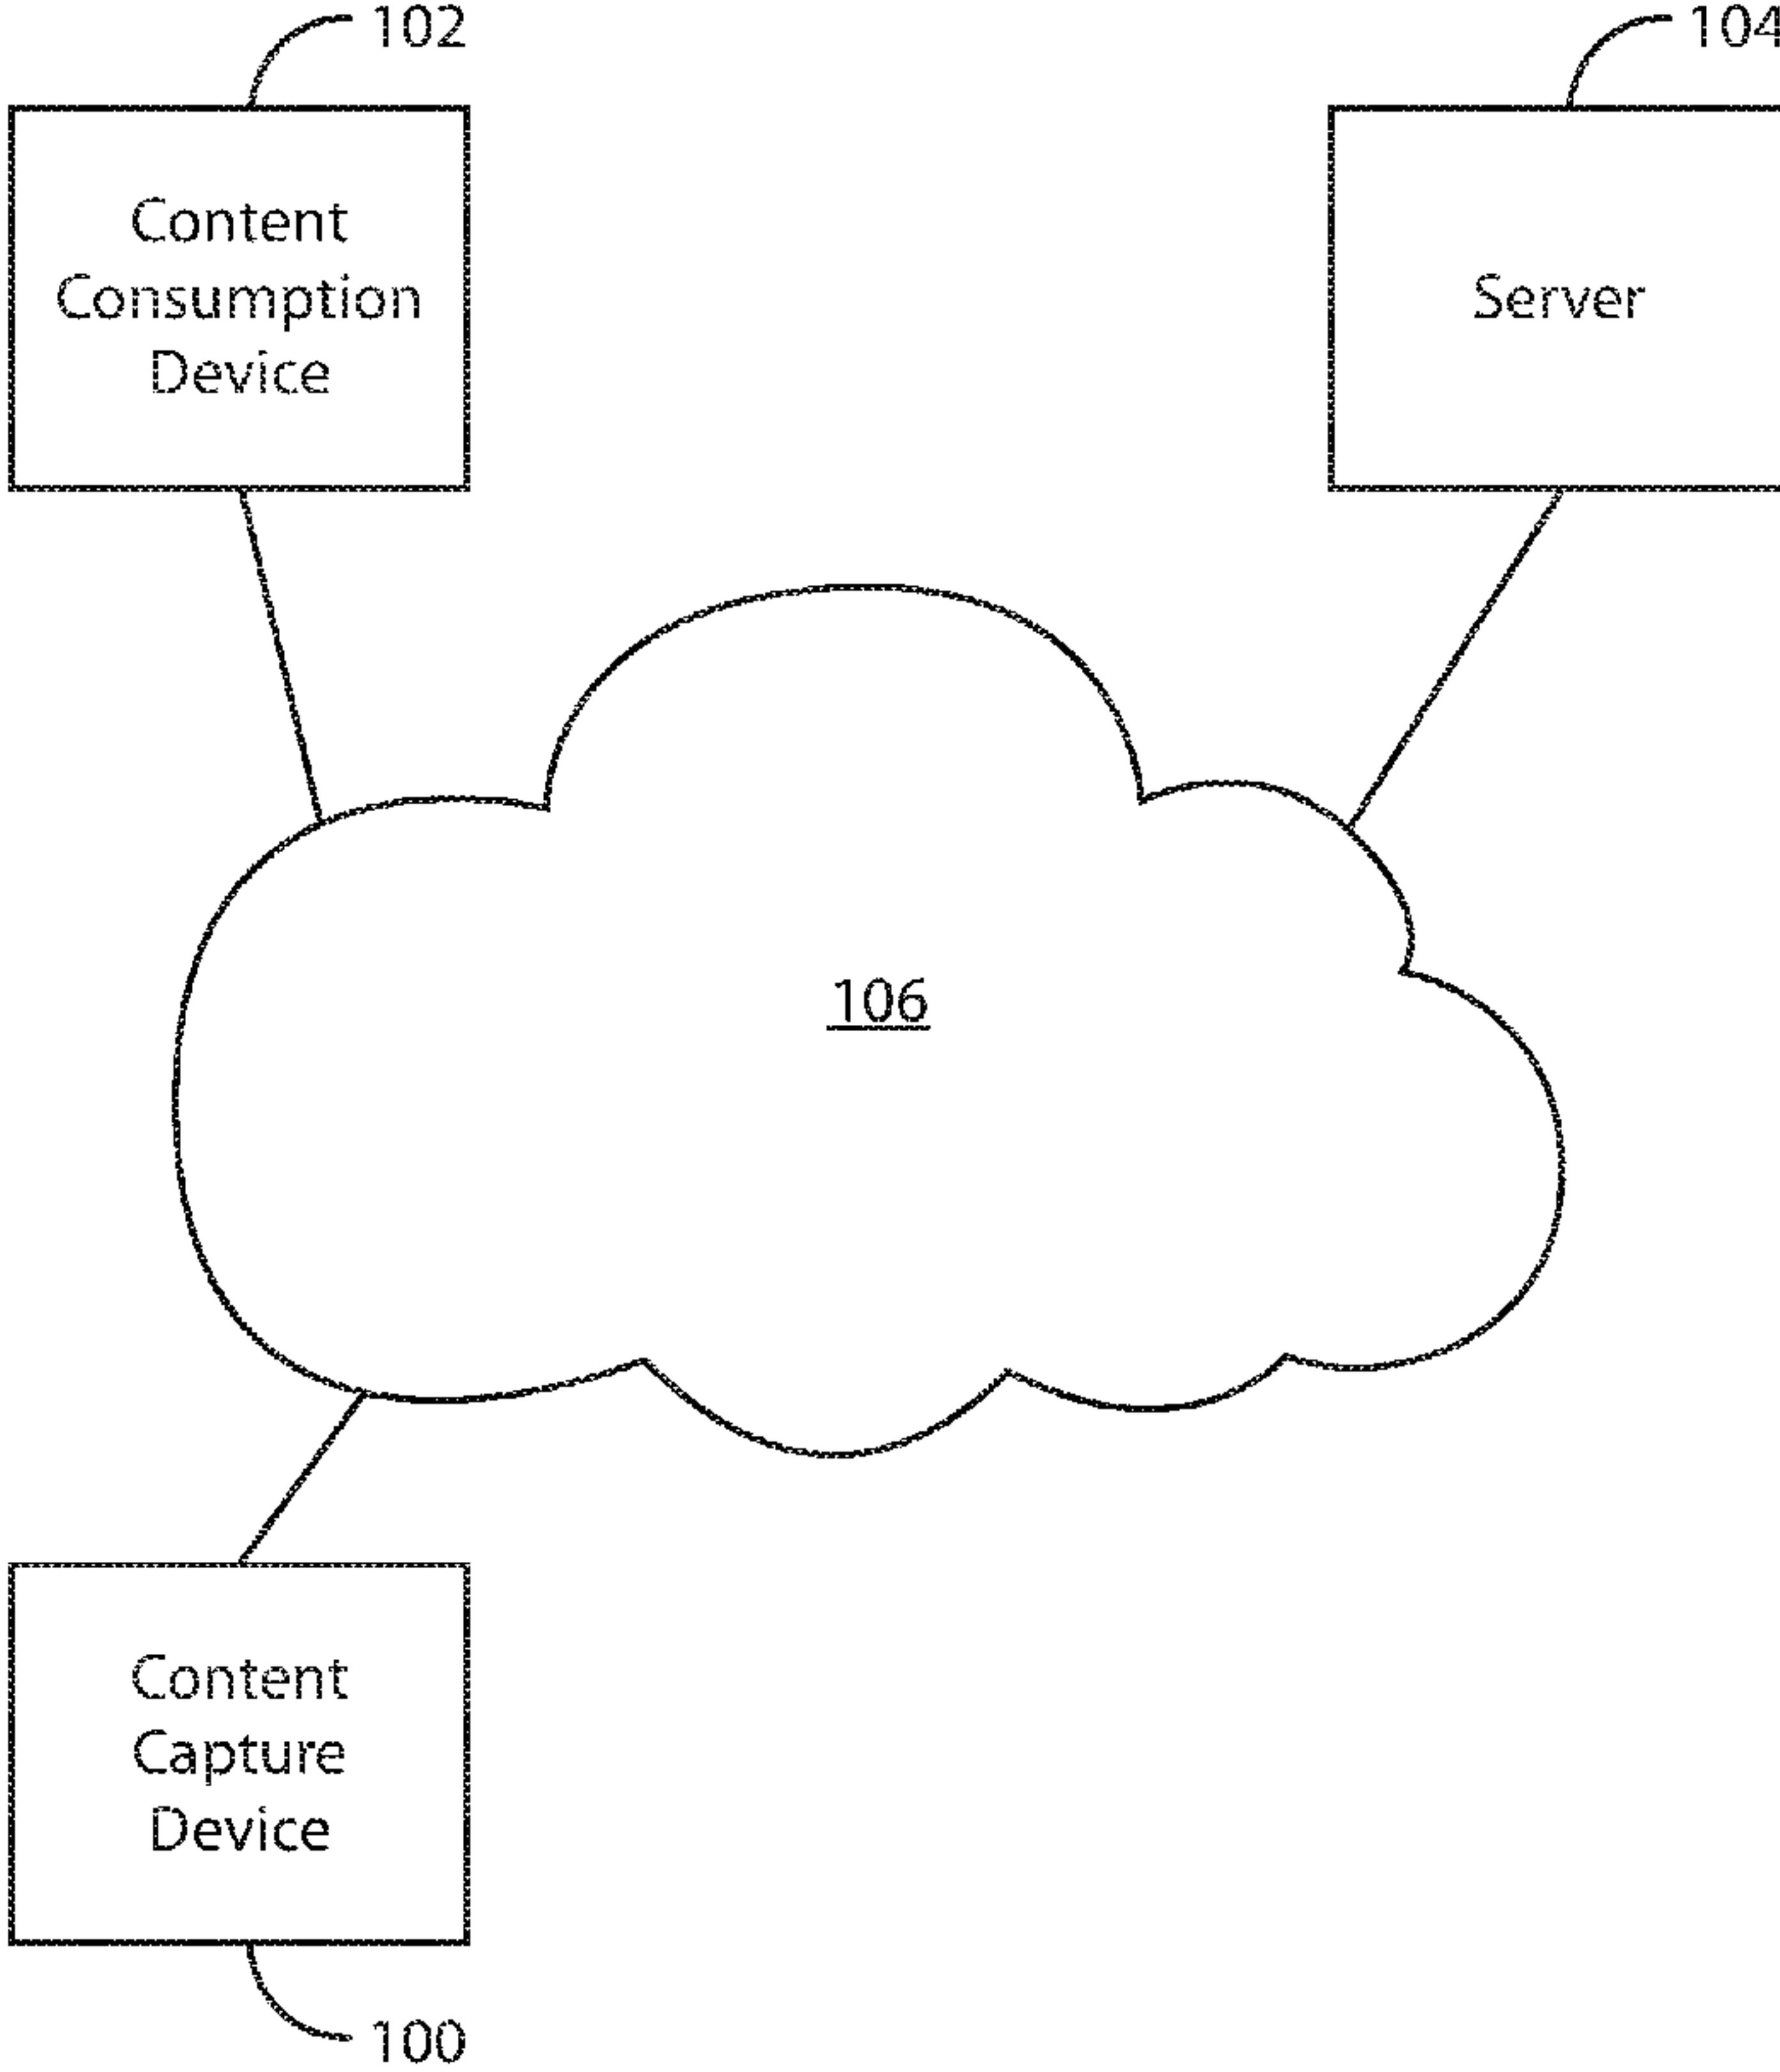 102
104
Content
Consumption
Device
Server
106
Content
Capture
Device
100